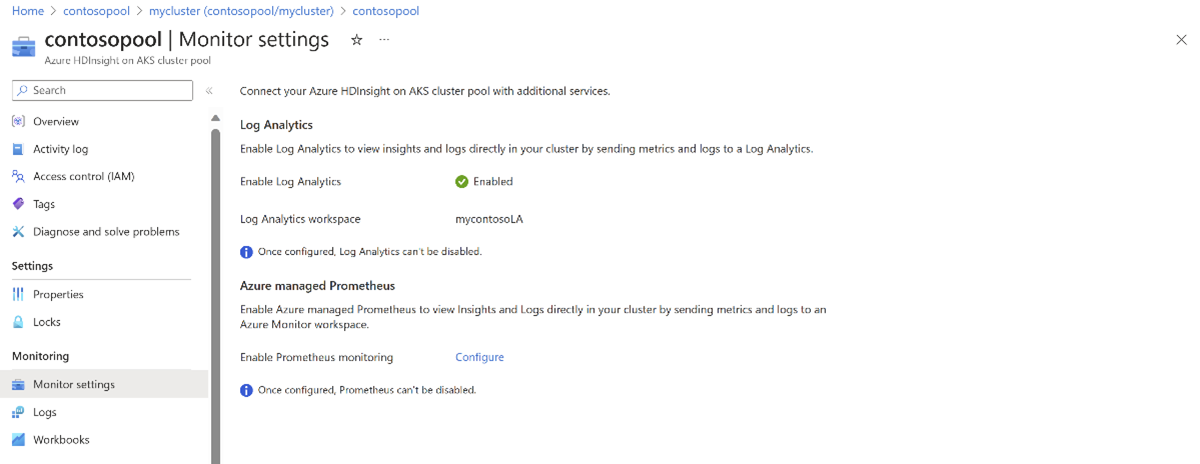 Home > contosopool > mycluster (contosopool/mycluster) > contosopool
contosopool | Monitor settings
Azure HDInsight on AKS cluster pool
Search
Overview
Activity log
Access control (IAM)
Tags
Diagnose and solve problems
Settings
Properties
Locks
Monitoring
Monitor settings
Logs
Workbooks
Connect your Azure HDInsight on AKS cluster pool with additional services.
Log Analytics
Enable Log Analytics to view insights and logs directly in your cluster by sending metrics and logs to a Log Analytics.
Enable Log Analytics Enabled
Log Analytics workspace mycontosoLA
Once configured, Log Analytics can't be disabled.
Azure managed Prometheus
Enable Azure managed Prometheus to view Insights and Logs directly in your cluster by sending metrics and logs to an
Azure Monitor workspace.
Enable Prometheus monitoring Configure
Once configured, Prometheus can't be disabled.